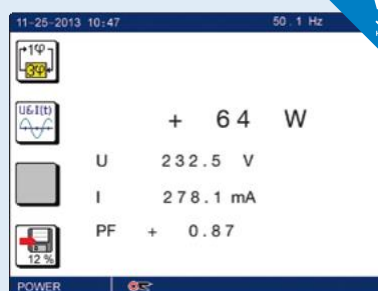 11-25-2013 10:47 50.1 Hz
1φ
3φ
U&I(t)
+ 64 W
U 232.5 V
I 278.1 mA
PF + 0.87
12 %
POWER